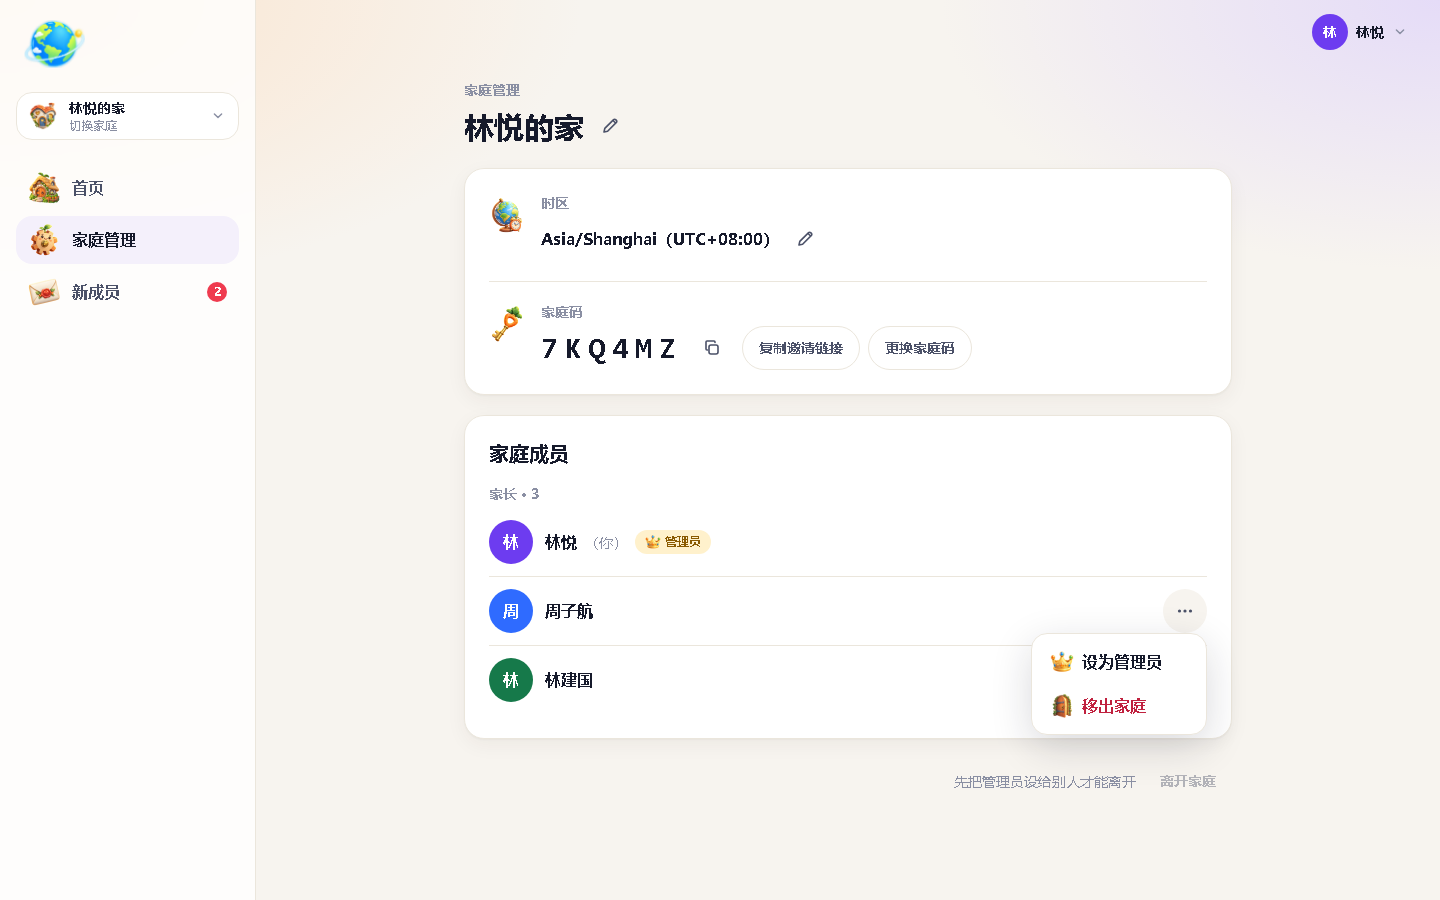 林悦的家
切换家庭
首页
家庭管理
新成员
2
林
林悦
家庭管理
林悦的家
时区
Asia/Shanghai（UTC+08:00）
家庭码
7KQ4MZ
复制邀请链接
更换家庭码
家庭成员
家长 • 3
林
林悦
（你）
管理员
周
周子航
林
林建国
设为管理员
移出家庭
先把管理员设给别人才能离开
离开家庭